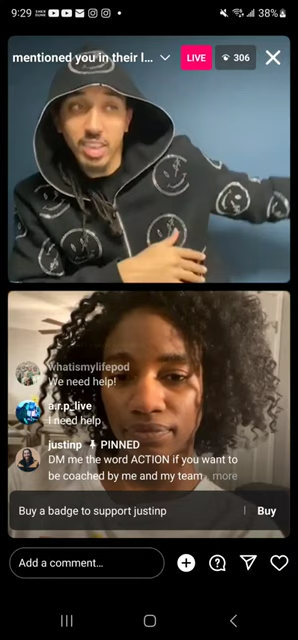 9:29
38%
mentioned you in their l...
LIVE
306
whatismylifepod
We need help!
a.r.p_live
I need help
justinp PINNED
DM me the word ACTION if you want to
be coached by me and my team... more
Buy a badge to support justinp
Buy
Add a comment...